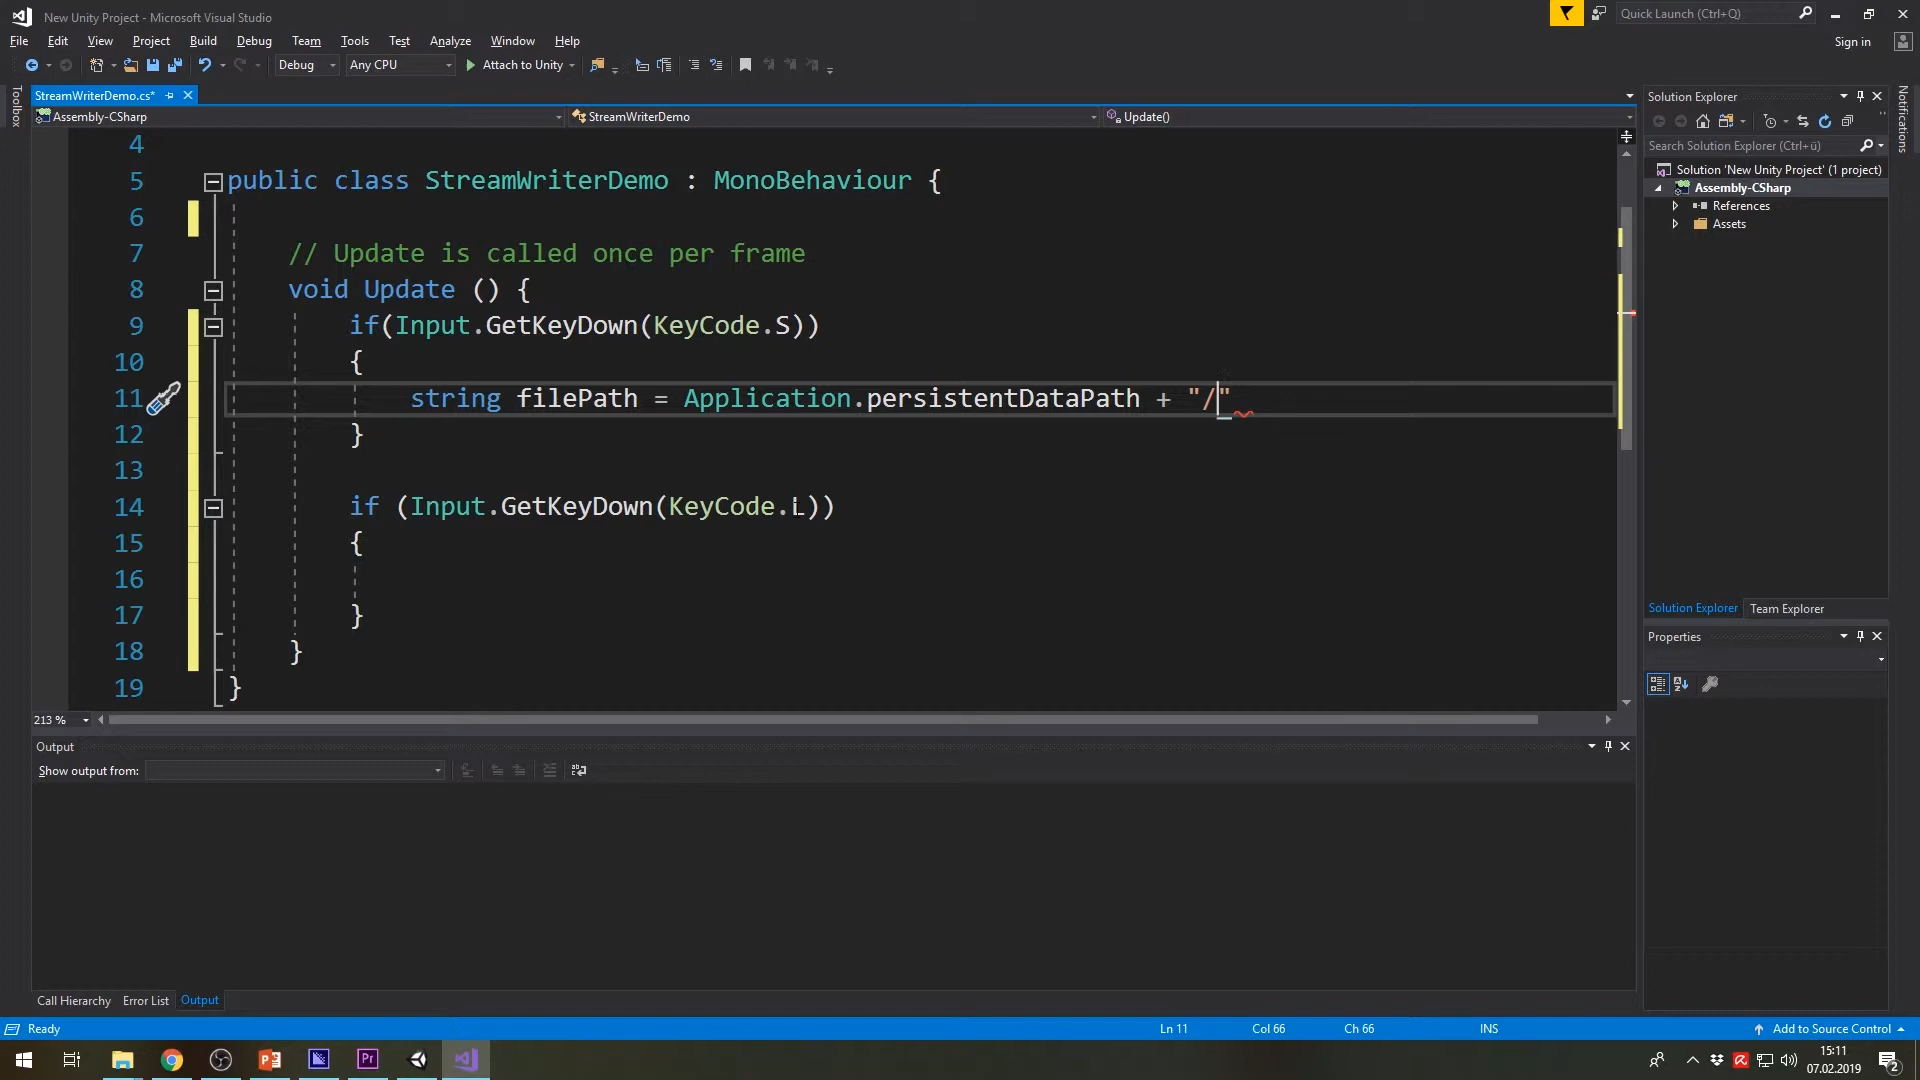 New Unity Project - Microsoft Visual Studio
Quick Launch (Ctrl+Q)
File Edit View Project Build Debug Team Tools Test Analyze Window Help
Sign in
Debug Any CPU Attach to Unity
Toolbox
StreamWriterDemo.cs*
Assembly-CSharp StreamWriterDemo Update()
4
5 public class StreamWriterDemo : MonoBehaviour {
6
7 // Update is called once per frame
8 void Update () {
9 if(Input.GetKeyDown(KeyCode.S))
10 {
11 string filePath = Application.persistentDataPath + "/"
12 }
13
14 if (Input.GetKeyDown(KeyCode.L))
15 {
16
17 }
18 }
19 }
213 %
Output
Show output from:
Call Hierarchy Error List Output
Solution Explorer
Search Solution Explorer (Ctrl+ü)
Solution 'New Unity Project' (1 project)
Assembly-CSharp
References
Assets
Solution Explorer Team Explorer
Properties
Notifications
Ready Ln 11 Col 66 Ch 66 INS Add to Source Control
15:11
07.02.2019
2